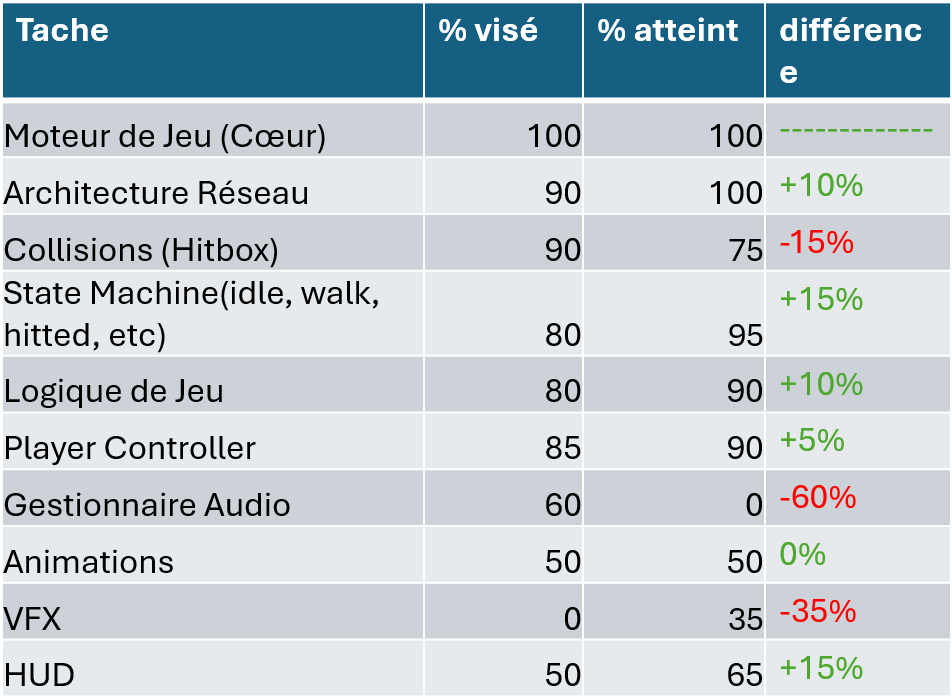 Tache % visé % atteint différenc
e
Moteur de Jeu (Cœur) 100 100 -------------
Architecture Réseau 90 100 +10%
Collisions (Hitbox) 90 75 -15%
State Machine(idle, walk,
hitted, etc) 80 95 +15%
Logique de Jeu 80 90 +10%
Player Controller 85 90 +5%
Gestionnaire Audio 60 0 -60%
Animations 50 50 0%
VFX 0 35 -35%
HUD 50 65 +15%